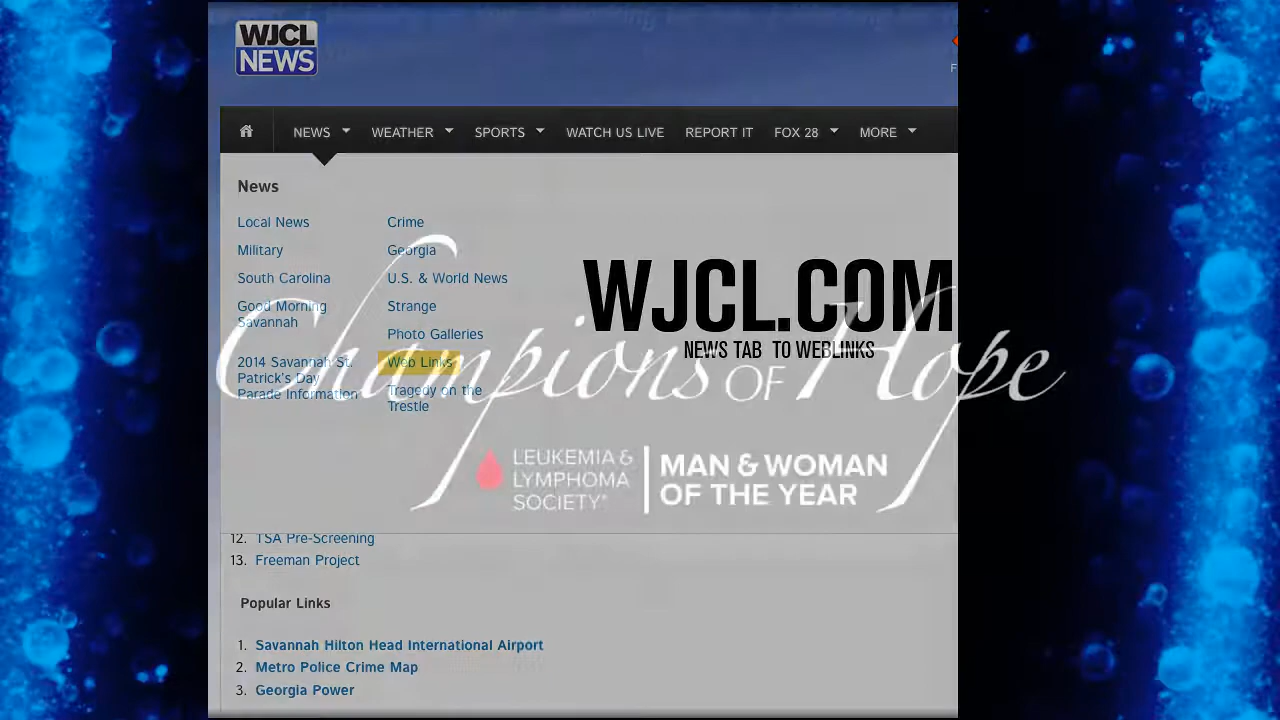 WJCL
NEWS
F
NEWS WEATHER SPORTS WATCH US LIVE REPORT IT FOX 28 MORE
News
Local News
Military
South Carolina
Good Morning
Savannah
2014 Savannah St.
Patrick's Day
Parade Information
Crime
Georgia
U.S. & World News
Strange
Photo Galleries
Web Links
Tragedy on the
Trestle
WJCL.COM
NEWS TAB TO WEBLINKS
Champions OF Hope
LEUKEMIA &
LYMPHOMA
SOCIETY®
MAN & WOMAN
OF THE YEAR
12. TSA Pre-Screening
13. Freeman Project
Popular Links
1. Savannah Hilton Head International Airport
2. Metro Police Crime Map
3. Georgia Power